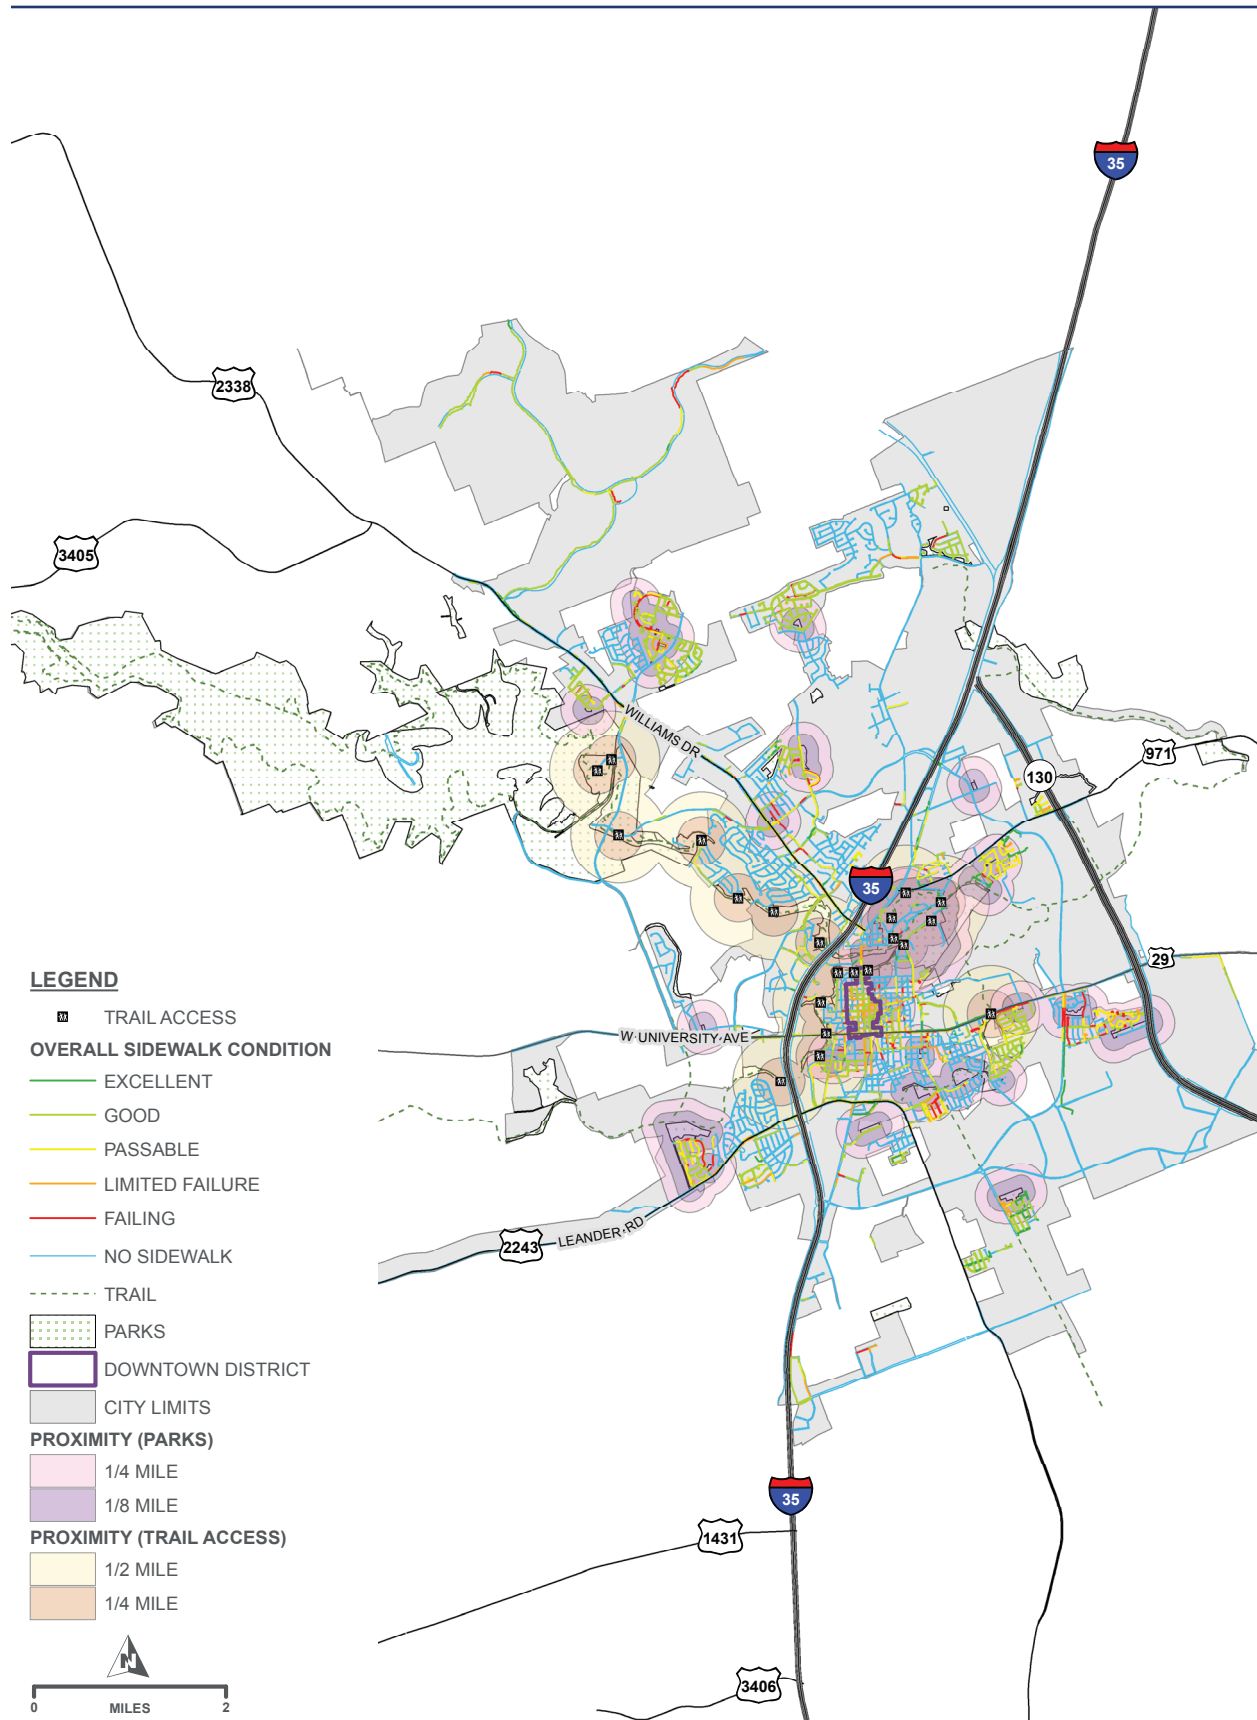 35
2338
3405
WILLIAMS DR
971
130
35
29
W UNIVERSITY AVE
LEANDER RD
2243
35
1431
3406
LEGEND
TRAIL ACCESS
OVERALL SIDEWALK CONDITION
EXCELLENT
GOOD
PASSABLE
LIMITED FAILURE
FAILING
NO SIDEWALK
TRAIL
PARKS
DOWNTOWN DISTRICT
CITY LIMITS
PROXIMITY (PARKS)
1/4 MILE
1/8 MILE
PROXIMITY (TRAIL ACCESS)
1/2 MILE
1/4 MILE
N
0 MILES 2